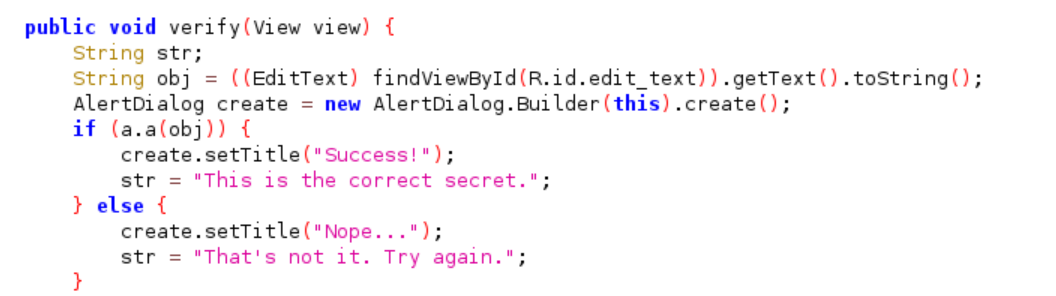 public void verify(View view) {
String str;
String obj = ((EditText) findViewById(R.id.edit_text)).getText().toString();
AlertDialog create = new AlertDialog.Builder(this).create();
if (a.a(obj)) {
create.setTitle("Success!");
str = "This is the correct secret.";
} else {
create.setTitle("Nope...");
str = "That's not it. Try again.";
}